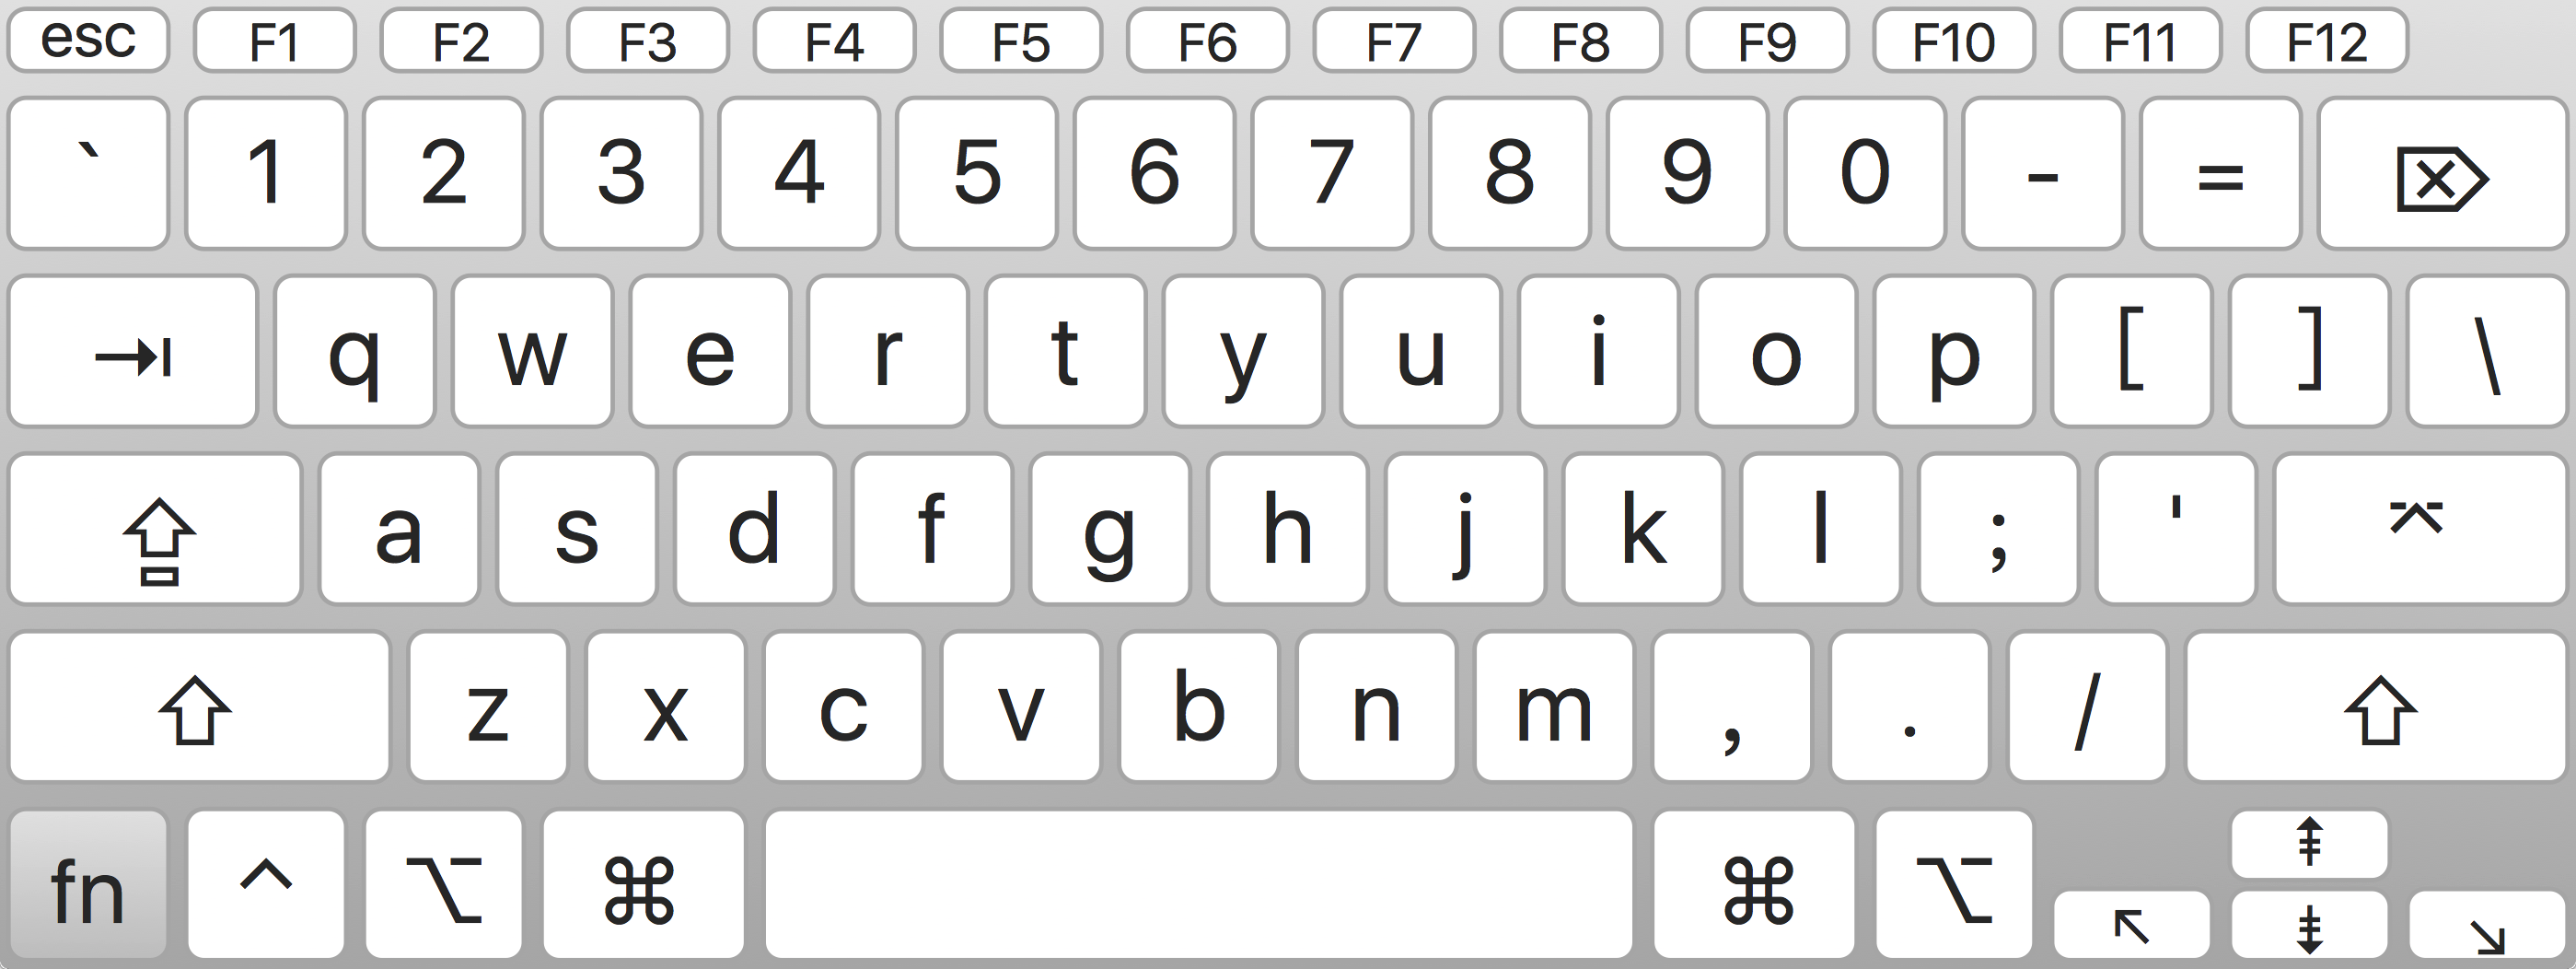 esc F1 F2 F3 F4 F5 F6 F7 F8 F9 F10 F11 F12
` 1 2 3 4 5 6 7 8 9 0 - = ⌦
⇥ q w e r t y u i o p [ ] \
⇪ a s d f g h j k l ; ' ⌤
⇧ z x c v b n m , . / ⇧
fn ⌃ ⌥ ⌘ ⌘ ⌥ ↖ ⇞ ⇟ ↘